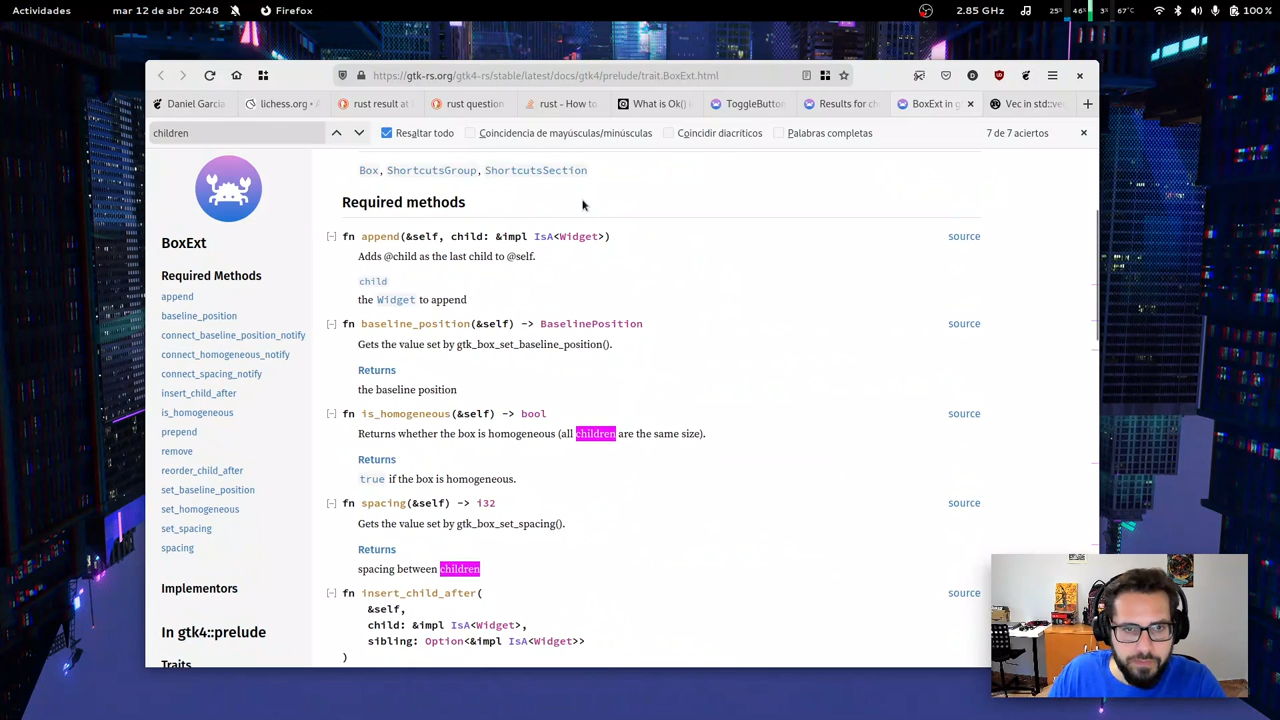 Actividades mar 12 de abr 20:48 Firefox 2.85 GHz 25% 46% 3% 67°C 100 %
https://gtk-rs.org/gtk4-rs/stable/latest/docs/gtk4/prelude/trait.BoxExt.html
Daniel Garcia lichess.org • rust result at rust question rust - How to What is Ok() ToggleButton Results for ch BoxExt in g Vec in std::ve
children Resaltar todo Coincidencia de mayúsculas/minúsculas Coincidir diacríticos Palabras completas 7 de 7 aciertos
BoxExt
Required Methods
append
baseline_position
connect_baseline_position_notify
connect_homogeneous_notify
connect_spacing_notify
insert_child_after
is_homogeneous
prepend
remove
reorder_child_after
set_baseline_position
set_homogeneous
set_spacing
spacing
Implementors
In gtk4::prelude
Traits
Box, ShortcutsGroup, ShortcutsSection
Required methods
[−] fn append(&self, child: &impl IsA<Widget>) source
Adds @child as the last child to @self.
child
the Widget to append
[−] fn baseline_position(&self) -> BaselinePosition source
Gets the value set by gtk_box_set_baseline_position().
Returns
the baseline position
[−] fn is_homogeneous(&self) -> bool source
Returns whether the box is homogeneous (all children are the same size).
Returns
true if the box is homogeneous.
[−] fn spacing(&self) -> i32 source
Gets the value set by gtk_box_set_spacing().
Returns
spacing between children
[−] fn insert_child_after( source
&self,
child: &impl IsA<Widget>,
sibling: Option<&impl IsA<Widget>>
)